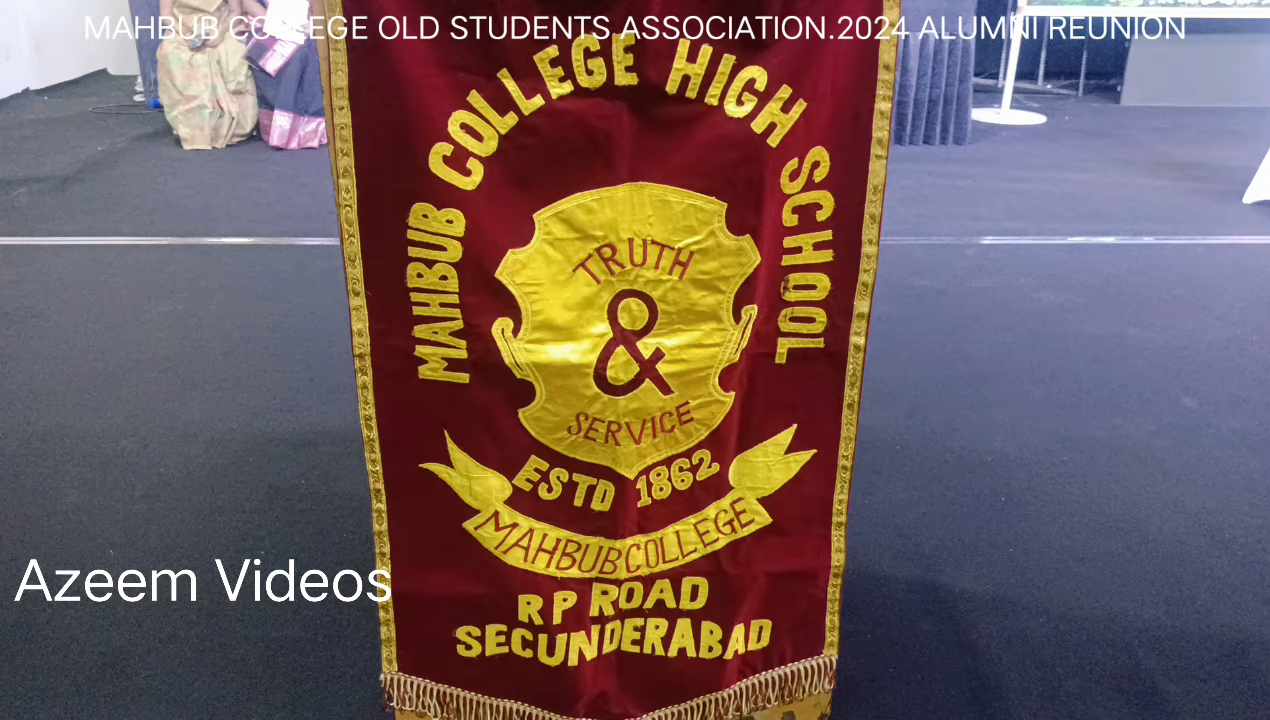 MAHBUB COLLEGE OLD STUDENTS ASSOCIATION.2024 ALUMNI REUNION
MAHBUB COLLEGE HIGH SCHOOL
TRUTH
&
SERVICE
ESTD 1862
MAHBUB COLLEGE
R P ROAD
SECUNDERABAD
Azeem Videos